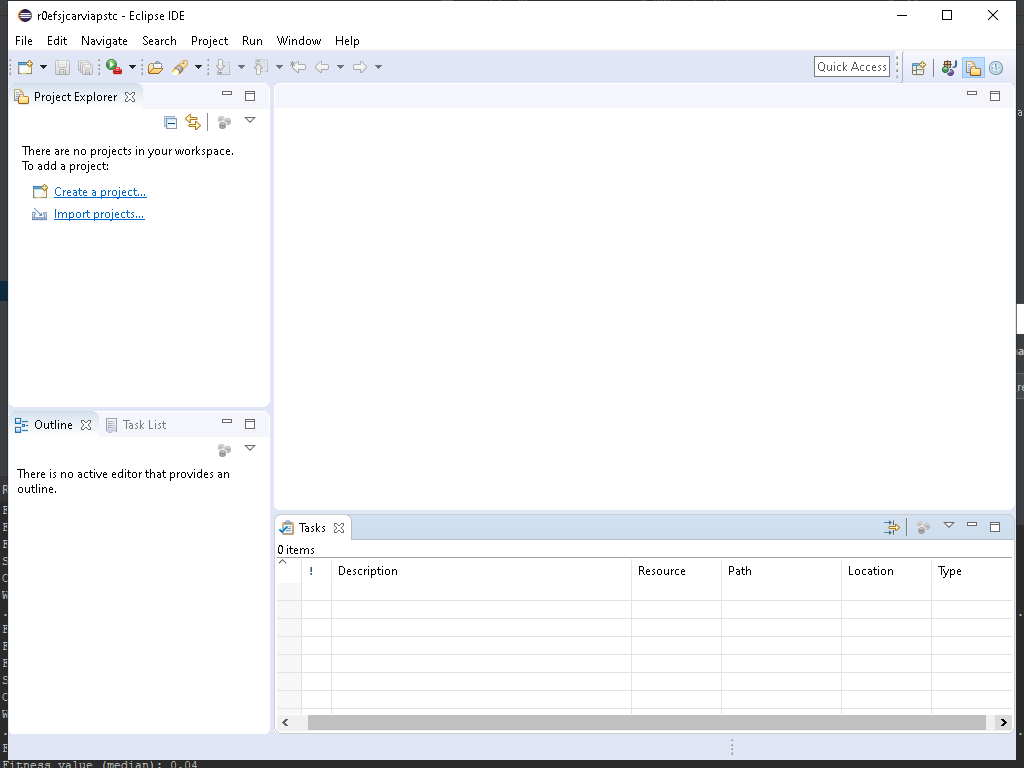 r0efsjcarviapstc - Eclipse IDE
File Edit Navigate Search Project Run Window Help
Quick Access
Project Explorer
There are no projects in your workspace.
To add a project:
Create a project...
Import projects...
Outline Task List
There is no active editor that provides an
outline.
Tasks
0 items
! Description Resource Path Location Type
Fitness value (median): 0.04